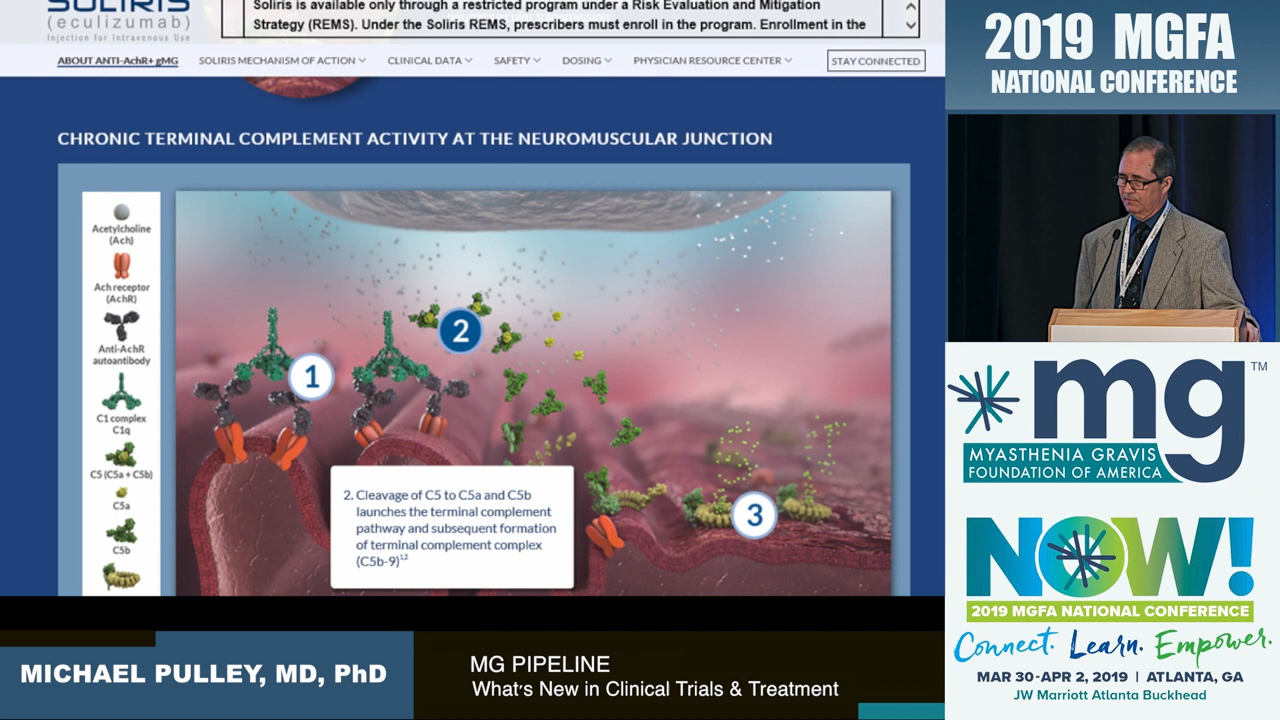 SOLIRIS
(eculizumab)
Injection for Intravenous Use
Soliris is available only through a restricted program under a Risk Evaluation and Mitigation
Strategy (REMS). Under the Soliris REMS, prescribers must enroll in the program. Enrollment in the
ABOUT ANTI-AchR+ gMG
SOLIRIS MECHANISM OF ACTION
CLINICAL DATA
SAFETY
DOSING
PHYSICIAN RESOURCE CENTER
STAY CONNECTED
CHRONIC TERMINAL COMPLEMENT ACTIVITY AT THE NEUROMUSCULAR JUNCTION
Acetylcholine
(Ach)
Ach receptor
(AchR)
Anti-AchR
autoantibody
C1 complex
C1q
C5 (C5a + C5b)
C5a
C5b
1
2
3
2. Cleavage of C5 to C5a and C5b
launches the terminal complement
pathway and subsequent formation
of terminal complement complex
(C5b-9)12
2019 MGFA
NATIONAL CONFERENCE
mg™
MYASTHENIA GRAVIS
FOUNDATION OF AMERICA
NOW!
2019 MGFA NATIONAL CONFERENCE
Connect. Learn. Empower.
MAR 30-APR 2, 2019 | ATLANTA, GA
JW Marriott Atlanta Buckhead
MICHAEL PULLEY, MD, PhD
MG PIPELINE
What's New in Clinical Trials & Treatment